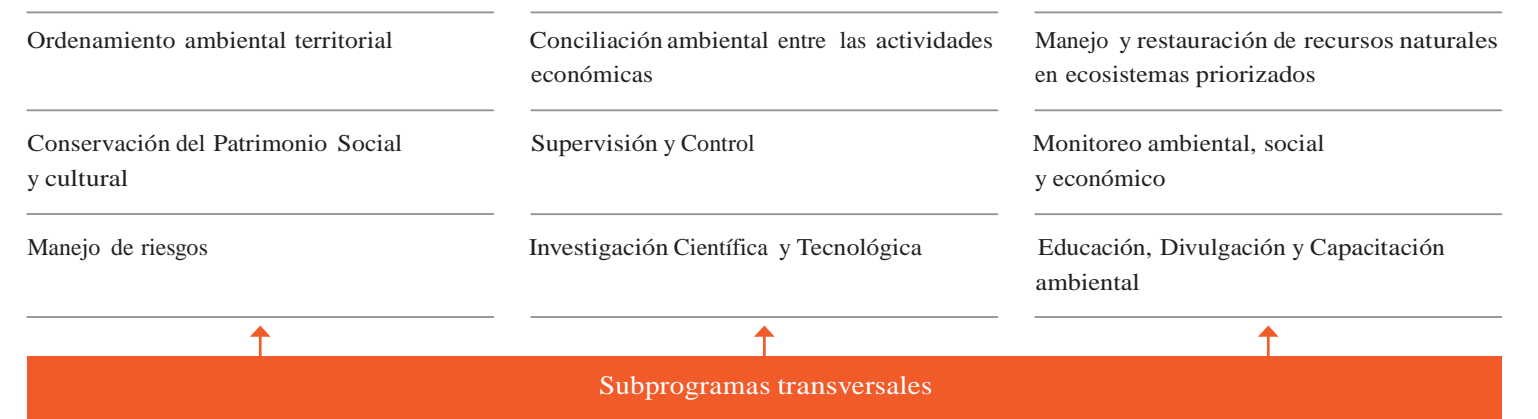 Ordenamiento ambiental territorial
Conciliación ambiental entre las actividades
económicas
Manejo y restauración de recursos naturales
en ecosistemas priorizados
Conservación del Patrimonio Social
y cultural
Supervisión y Control
Monitoreo ambiental, social
y económico
Manejo de riesgos
Investigación Científica y Tecnológica
Educación, Divulgación y Capacitación
ambiental
Subprogramas transversales